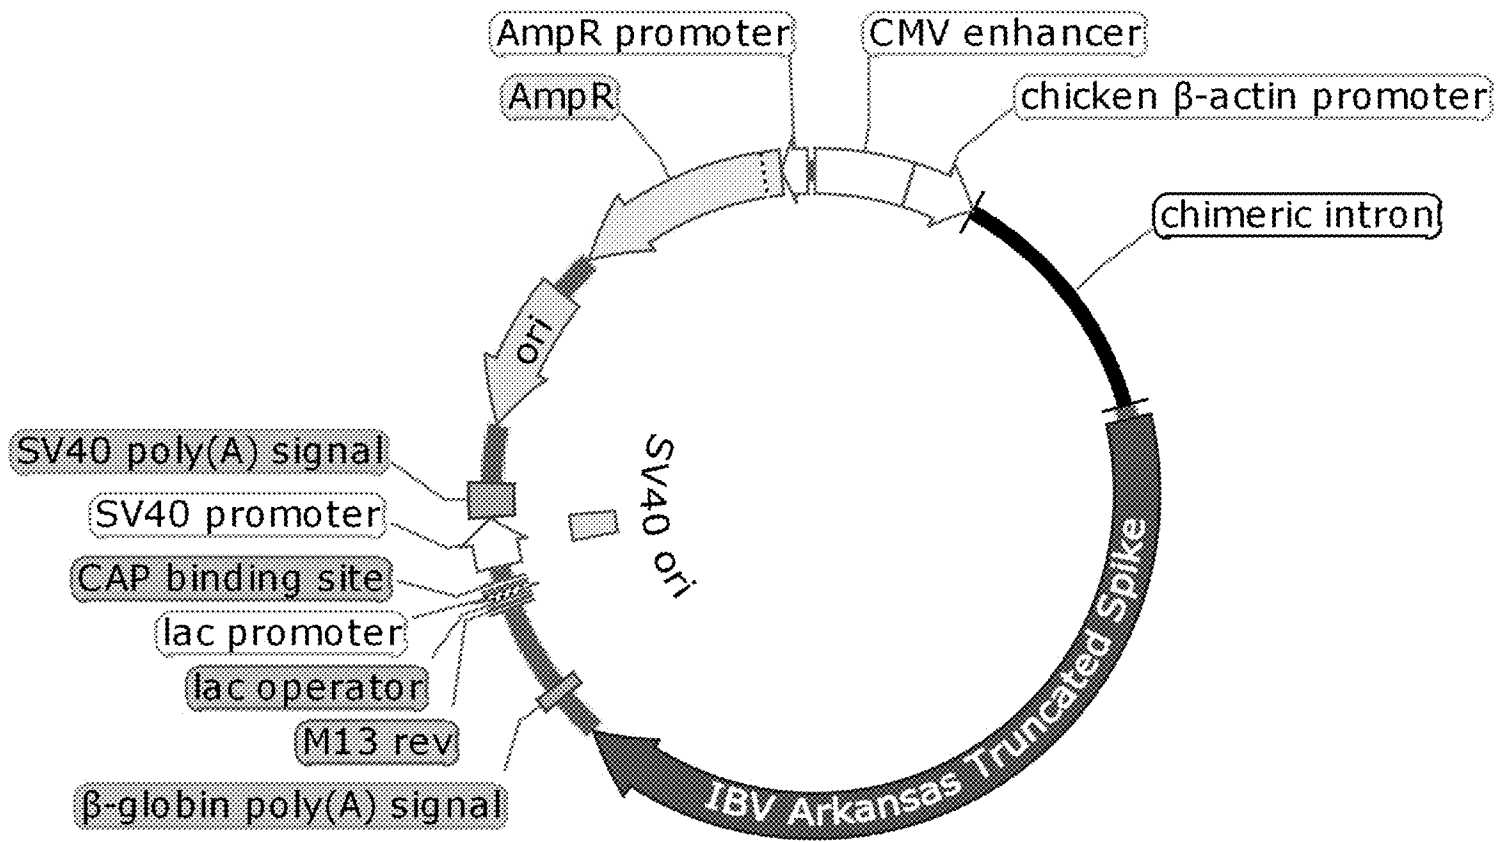 AmpR promoter
CMV enhancer
AmpR
chicken β-actin promoter
chimeric intron
ori
SV40 poly(A) signal
SV40 ori
SV40 promoter
CAP binding site
lac promoter
lac operator
M13 rev
β-globin poly(A) signal
IBV Arkansas Truncated Spike